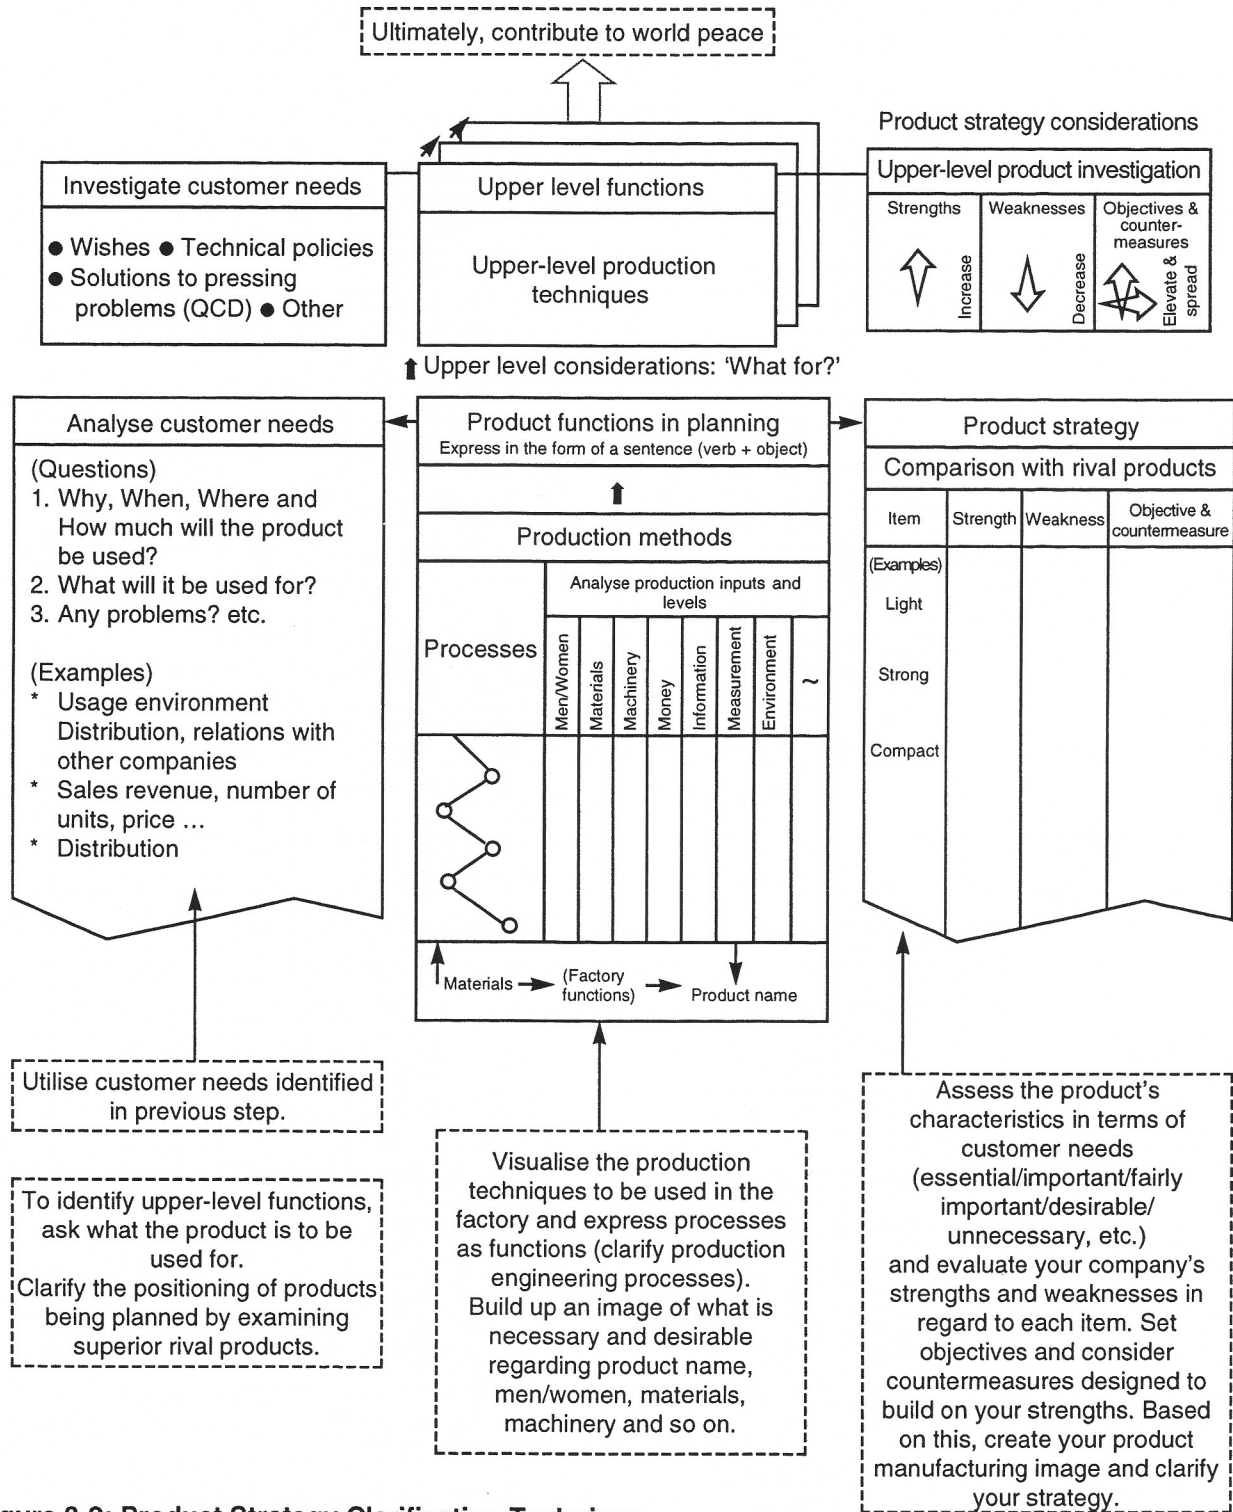 Ultimately, contribute to world peace
Investigate customer needs
● Wishes ● Technical policies
● Solutions to pressing
problems (QCD) ● Other
Upper level functions
Upper-level production
techniques
Product strategy considerations
Upper-level product investigation
Strengths
Increase
Weaknesses
Decrease
Objectives &
counter-
measures
Elevate &
spread
Upper level considerations: ‘What for?’
Analyse customer needs
(Questions)
1. Why, When, Where and
How much will the product
be used?
2. What will it be used for?
3. Any problems? etc.
(Examples)
* Usage environment
Distribution, relations with
other companies
* Sales revenue, number of
units, price ...
* Distribution
Product functions in planning
Express in the form of a sentence (verb + object)
Production methods
Processes
Analyse production inputs and
levels
Men/Women
Materials
Machinery
Money
Information
Measurement
Environment
~
Materials
(Factory
functions)
Product name
Product strategy
Comparison with rival products
Item
Strength
Weakness
Objective &
countermeasure
(Examples)
Light
Strong
Compact
Utilise customer needs identified
in previous step.
To identify upper-level functions,
ask what the product is to be
used for.
Clarify the positioning of products
being planned by examining
superior rival products.
Visualise the production
techniques to be used in the
factory and express processes
as functions (clarify production
engineering processes).
Build up an image of what is
necessary and desirable
regarding product name,
men/women, materials,
machinery and so on.
Assess the product’s
characteristics in terms of
customer needs
(essential/important/fairly
important/desirable/
unnecessary, etc.)
and evaluate your company’s
strengths and weaknesses in
regard to each item. Set
objectives and consider
countermeasures designed to
build on your strengths. Based
on this, create your product
manufacturing image and clarify
your strategy.